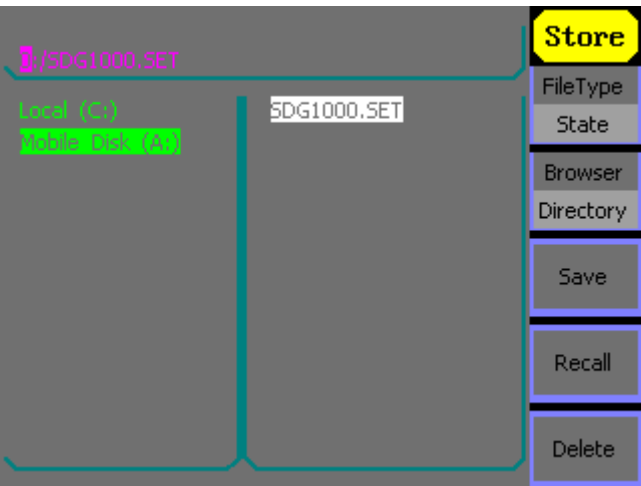 :/SDG1000.SET
Local (C:)
Mobile Disk (A:)
SDG1000.SET
Store
FileType
State
Browser
Directory
Save
Recall
Delete